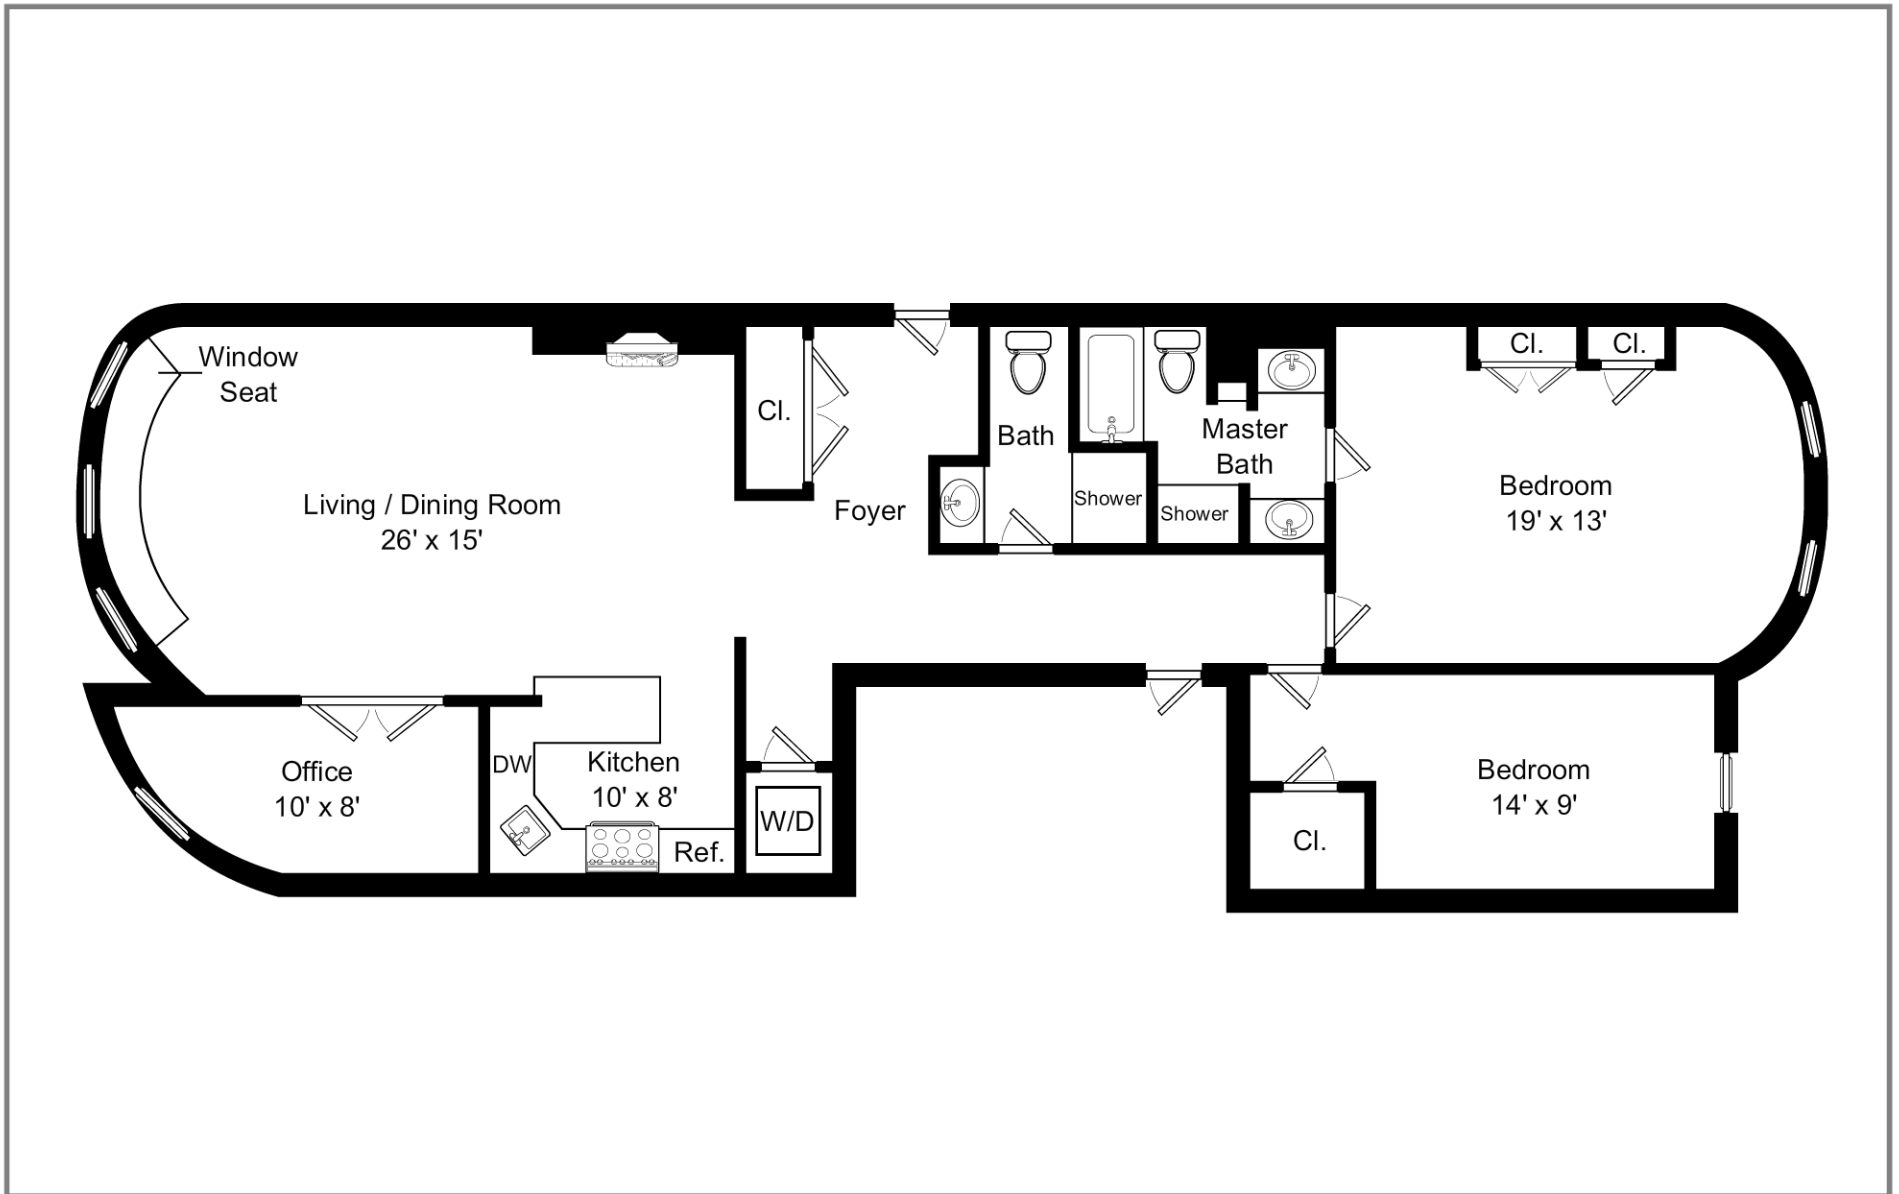 Window
Seat
Living / Dining Room
26' x 15'
Cl.
Foyer
Bath
Shower
Master
Bath
Shower
Cl.
Cl.
Bedroom
19' x 13'
Office
10' x 8'
DW
Kitchen
10' x 8'
Ref.
W/D
Bedroom
14' x 9'
Cl.